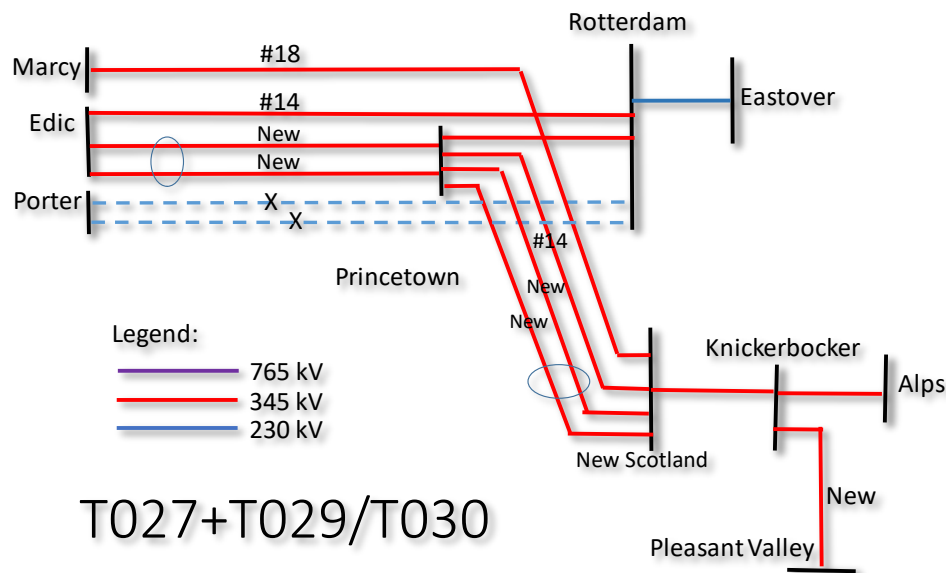 Rotterdam
#18
Marcy
Eastover
#14
Edic
New
New
Porter
X
X
#14
Princetown
New
New
Legend:
765 kV
345 kV
230 kV
Knickerbocker
Alps
New Scotland
New
T027+T029/T030
Pleasant Valley